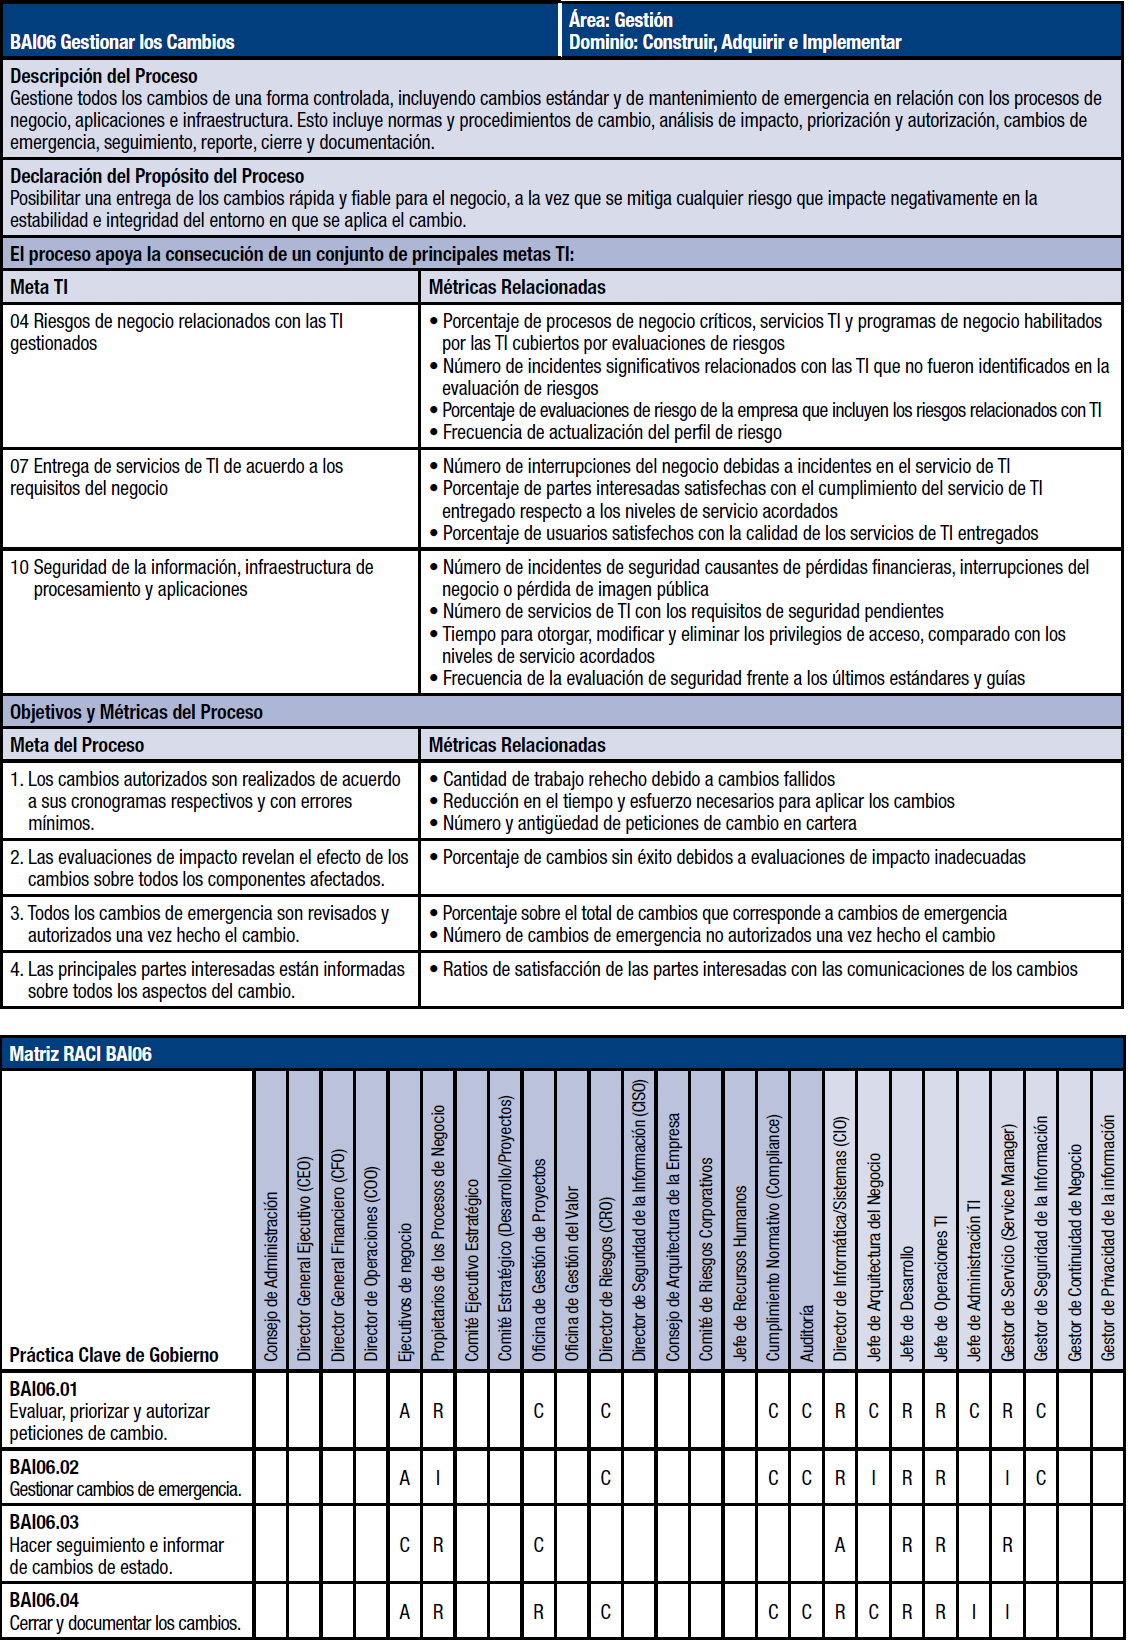 BAI06 Gestionar los Cambios
Área: Gestión
Dominio: Construir, Adquirir e Implementar
Descripción del Proceso
Gestione todos los cambios de una forma controlada, incluyendo cambios estándar y de mantenimiento de emergencia en relación con los procesos de
negocio, aplicaciones e infraestructura. Esto incluye normas y procedimientos de cambio, análisis de impacto, priorización y autorización, cambios de
emergencia, seguimiento, reporte, cierre y documentación.
Declaración del Propósito del Proceso
Posibilitar una entrega de los cambios rápida y fiable para el negocio, a la vez que se mitiga cualquier riesgo que impacte negativamente en la
estabilidad e integridad del entorno en que se aplica el cambio.
El proceso apoya la consecución de un conjunto de principales metas TI:
Meta TI
Métricas Relacionadas
04 Riesgos de negocio relacionados con las TI
gestionados
• Porcentaje de procesos de negocio críticos, servicios TI y programas de negocio habilitados
por las TI cubiertos por evaluaciones de riesgos
• Número de incidentes significativos relacionados con las TI que no fueron identificados en la
evaluación de riesgos
• Porcentaje de evaluaciones de riesgo de la empresa que incluyen los riesgos relacionados con TI
• Frecuencia de actualización del perfil de riesgo
07 Entrega de servicios de TI de acuerdo a los
requisitos del negocio
• Número de interrupciones del negocio debidas a incidentes en el servicio de TI
• Porcentaje de partes interesadas satisfechas con el cumplimiento del servicio de TI
entregado respecto a los niveles de servicio acordados
• Porcentaje de usuarios satisfechos con la calidad de los servicios de TI entregados
10 Seguridad de la información, infraestructura de
procesamiento y aplicaciones
• Número de incidentes de seguridad causantes de pérdidas financieras, interrupciones del
negocio o pérdida de imagen pública
• Número de servicios de TI con los requisitos de seguridad pendientes
• Tiempo para otorgar, modificar y eliminar los privilegios de acceso, comparado con los
niveles de servicio acordados
• Frecuencia de la evaluación de seguridad frente a los últimos estándares y guías
Objetivos y Métricas del Proceso
Meta del Proceso
Métricas Relacionadas
1. Los cambios autorizados son realizados de acuerdo
a sus cronogramas respectivos y con errores
mínimos.
• Cantidad de trabajo rehecho debido a cambios fallidos
• Reducción en el tiempo y esfuerzo necesarios para aplicar los cambios
• Número y antigüedad de peticiones de cambio en cartera
2. Las evaluaciones de impacto revelan el efecto de los
cambios sobre todos los componentes afectados.
• Porcentaje de cambios sin éxito debidos a evaluaciones de impacto inadecuadas
3. Todos los cambios de emergencia son revisados y
autorizados una vez hecho el cambio.
• Porcentaje sobre el total de cambios que corresponde a cambios de emergencia
• Número de cambios de emergencia no autorizados una vez hecho el cambio
4. Las principales partes interesadas están informadas
sobre todos los aspectos del cambio.
• Ratios de satisfacción de las partes interesadas con las comunicaciones de los cambios
Matriz RACI BAI06
Práctica Clave de Gobierno
Consejo de Administración
Director General Ejecutivo (CEO)
Director General Financiero (CFO)
Director de Operaciones (COO)
Ejecutivos de negocio
Propietarios de los Procesos de Negocio
Comité Ejecutivo Estratégico
Comité Estratégico (Desarrollo/Proyectos)
Oficina de Gestión de Proyectos
Oficina de Gestión del Valor
Director de Riesgos (CRO)
Director de Seguridad de la Información (CISO)
Consejo de Arquitectura de la Empresa
Comité de Riesgos Corporativos
Jefe de Recursos Humanos
Cumplimiento Normativo (Compliance)
Auditoría
Director de Informática/Sistemas (CIO)
Jefe de Arquitectura del Negocio
Jefe de Desarrollo
Jefe de Operaciones TI
Jefe de Administración TI
Gestor de Servicio (Service Manager)
Gestor de Seguridad de la Información
Gestor de Continuidad de Negocio
Gestor de Privacidad de la información
BAI06.01
Evaluar, priorizar y autorizar
peticiones de cambio.
A R C C C C R C R R C R C
BAI06.02
Gestionar cambios de emergencia.
A I C C C R I R R I C
BAI06.03
Hacer seguimiento e informar
de cambios de estado.
C R C A R R R
BAI06.04
Cerrar y documentar los cambios.
A R R C C C R C R R I I